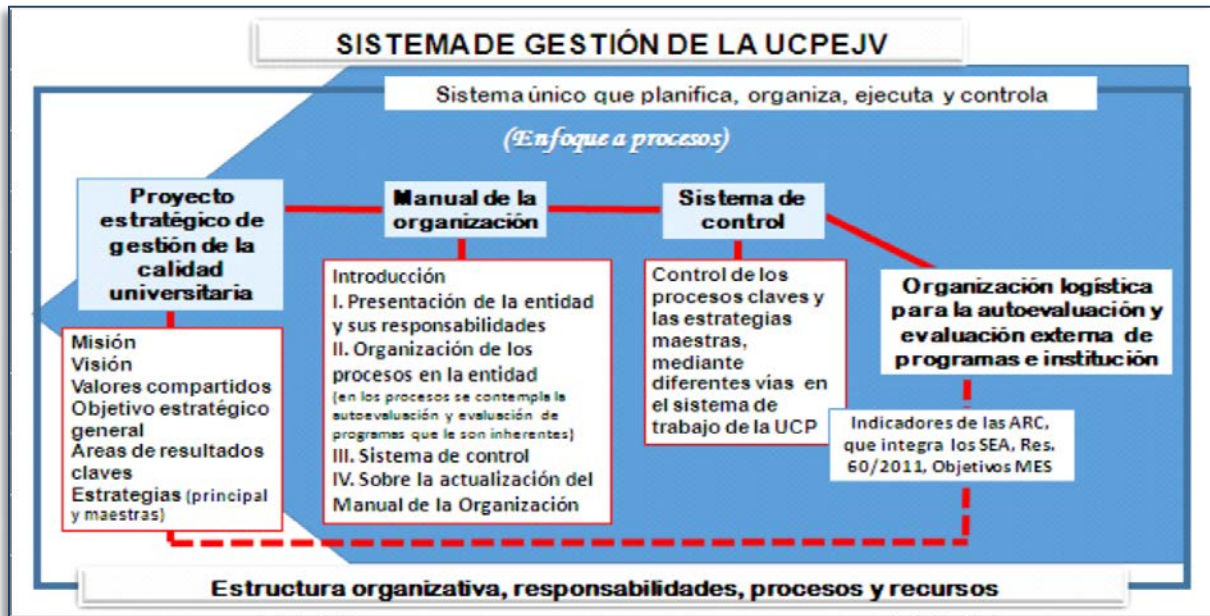 SISTEMA DE GESTIÓN DE LA UCPEJV
Sistema único que planifica, organiza, ejecuta y controla
(Enfoque a procesos)
Proyecto
estratégico de
gestión de la
calidad
universitaria
Misión
Visión
Valores compartidos
Objetivo estratégico
general
Areas de resultados
claves
Estrategias (principal
y maestras)
Manual de la
organización
Introducción
I. Presentación de la entidad
y sus responsabilidades
II. Organización de los
procesos en la entidad
(en los procesos se contempla la
autoevaluación y evaluación de
programas que le son inherentes)
III. Sistema de control
IV. Sobre la actualización del
Manual de la Organización
Sistema de
control
Control de los
procesos claves y
las estrategias
maestras,
mediante
diferentes vías en
el sistema de
trabajo de la UCP
Organización logística
para la autoevaluación y
evaluación externa de
programas e institución
Indicadores de las ARC,
que integra los SEA, Res.
60/2011, Objetivos MES
Estructura organizativa, responsabilidades, procesos y recursos